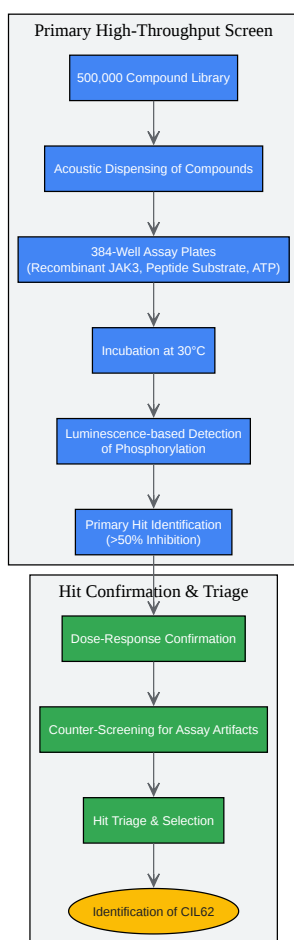 Primary High-Throughput Screen
500,000 Compound Library
Acoustic Dispensing of Compounds
384-Well Assay Plates
(Recombinant JAK3, Peptide Substrate, ATP)
Incubation at 30°C
Luminescence-based Detection
of Phosphorylation
Primary Hit Identification
(>50% Inhibition)
Hit Confirmation & Triage
Dose-Response Confirmation
Counter-Screening for Assay Artifacts
Hit Triage & Selection
Identification of CIL62